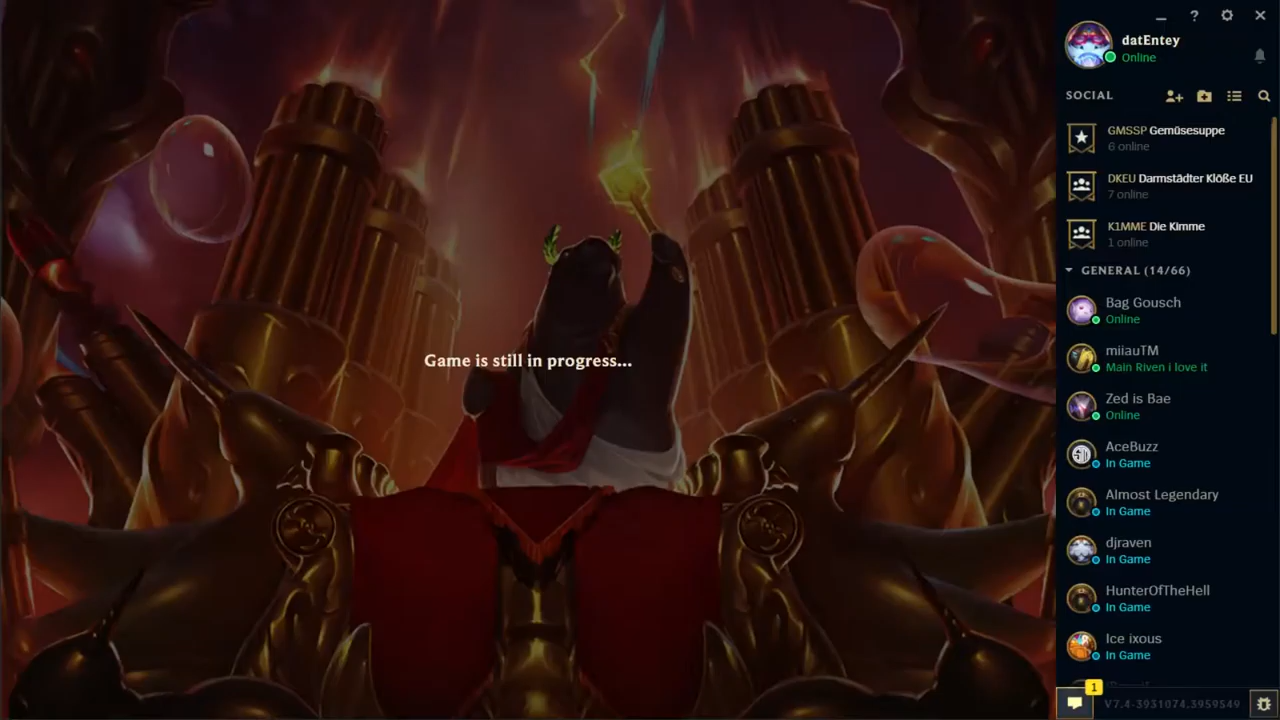 datEntey
Online
SOCIAL
GMSSP Gemüsesuppe
6 online
DKEU Darmstädter Klöße EU
7 online
K1MME Die Kimme
1 online
GENERAL (14/66)
Bag Gousch
Online
miiauTM
Main Riven i love it
Zed is Bae
Online
AceBuzz
In Game
Almost Legendary
In Game
djraven
In Game
HunterOfTheHell
In Game
Ice ixous
In Game
Game is still in progress...
1
V7.4-3931074.3959549